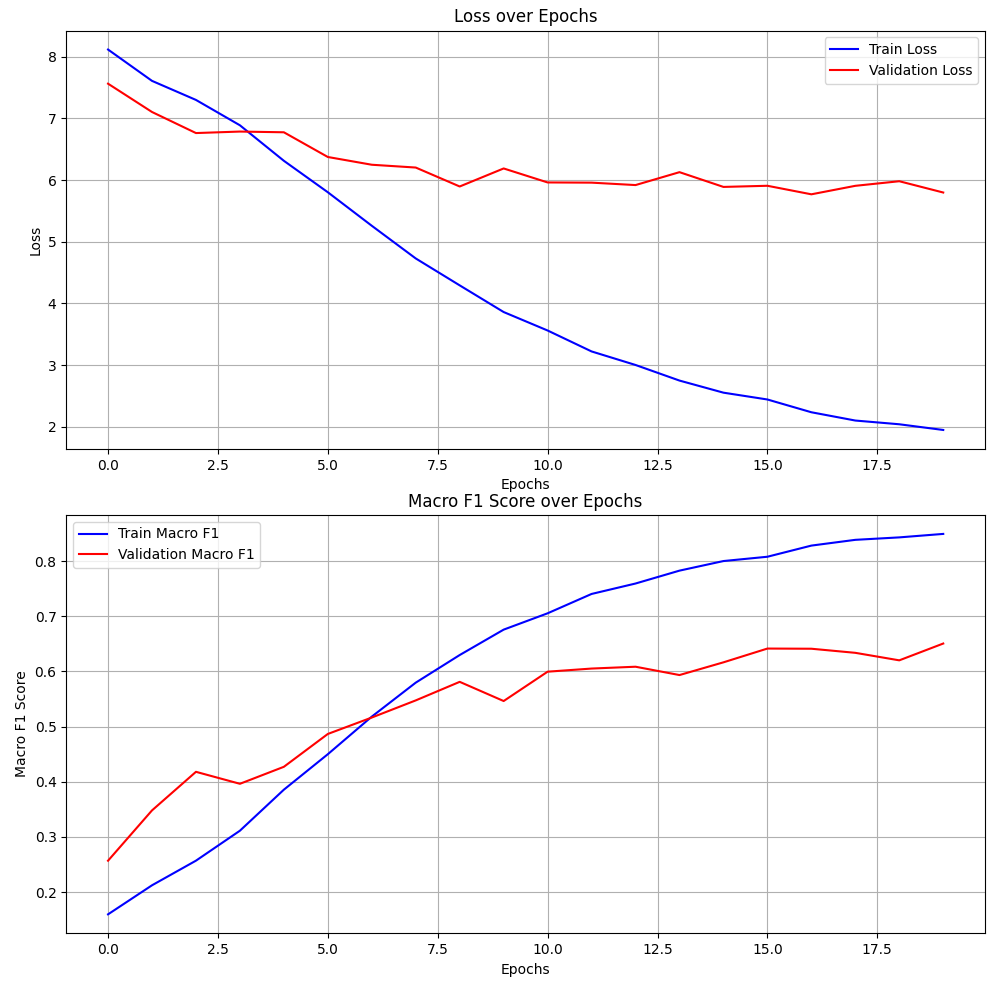 Loss over Epochs
Train Loss
Validation Loss
8
7
6
5
4
3
2
Loss
0.0 2.5 5.0 7.5 10.0 12.5 15.0 17.5
Epochs
Macro F1 Score over Epochs
Train Macro F1
Validation Macro F1
0.8
0.7
0.6
0.5
0.4
0.3
0.2
Macro F1 Score
0.0 2.5 5.0 7.5 10.0 12.5 15.0 17.5
Epochs